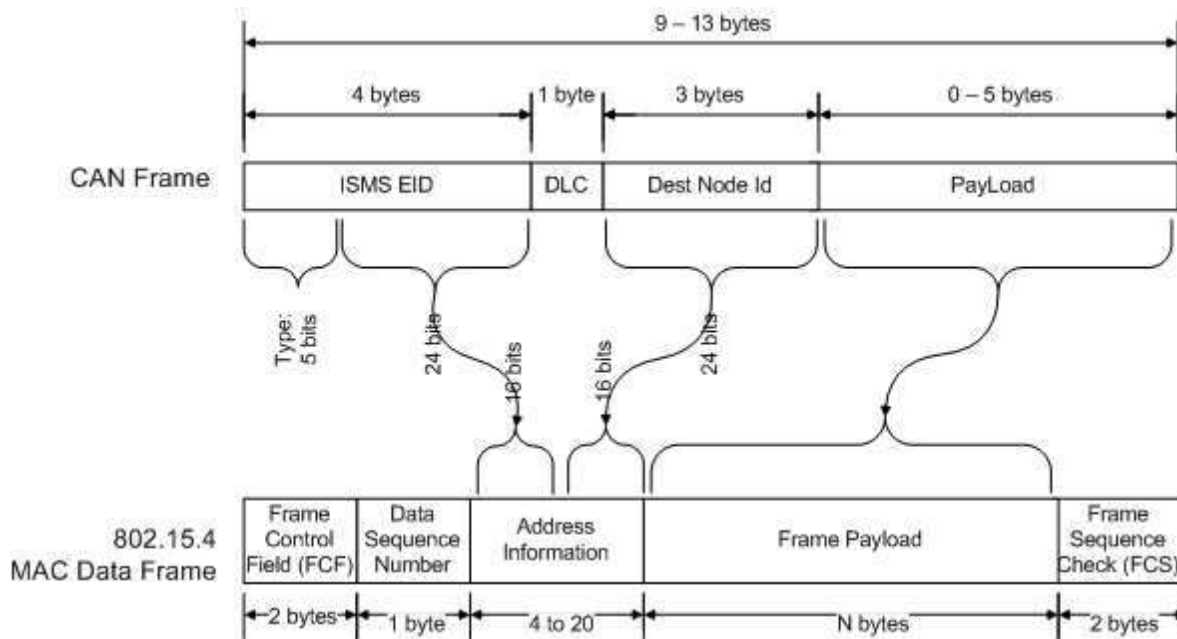 9 – 13 bytes
4 bytes
1 byte
3 bytes
0 – 5 bytes
CAN Frame
ISMS EID
DLC
Dest Node Id
PayLoad
Type:
5 bits
24 bits
16 bits
16 bits
24 bits
802.15.4
MAC Data Frame
Frame
Control
Field (FCF)
Data
Sequence
Number
Address
Information
Frame Payload
Frame
Sequence
Check (FCS)
2 bytes
1 byte
4 to 20
N bytes
2 bytes